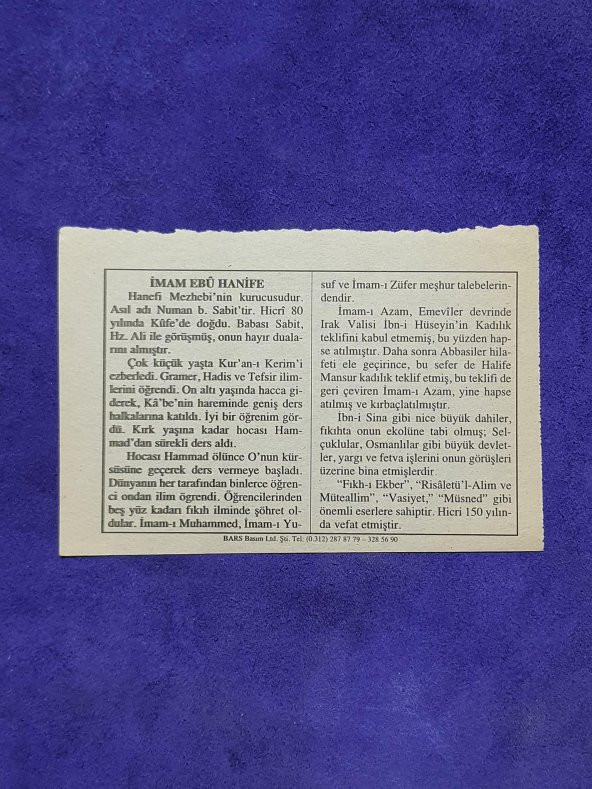 İMAM EBÛ HANİFE
Hanefi Mezhebi'nin kurucusudur.
Asıl adı Numan b. Sabit'tir. Hicrî 80
yılında Kûfe'de doğdu. Babası Sabit,
Hz. Ali ile görüşmüş, onun hayır duala-
rını almıştır.
Çok küçük yaşta Kur'an-ı Kerim'i
ezberledi. Gramer, Hadis ve Tefsir ilim-
lerini öğrendi. On altı yaşında hacca gi-
derek, Kâ'be'nin hareminde geniş ders
halkalarına katıldı. İyi bir öğrenim gör-
dü. Kırk yaşına kadar hocası Ham-
mad'dan sürekli ders aldı.
Hocası Hammad ölünce O'nun kür-
süsüne geçerek ders vermeye başladı.
Dünyanın her tarafından binlerce öğren-
ci ondan ilim ögrendi. Öğrencilerinden
beş yüz kadarı fıkıh ilminde şöhret ol-
dular. İmam-ı Muhammed, İmam-ı Yu-
suf ve İmam-ı Züfer meşhur talebelerin-
dendir.
İmam-ı Azam, Emevîler devrinde
Irak Valisi İbn-i Hüseyin'in Kadılık
teklifini kabul etmemiş, bu yüzden hap-
se atılmıştır. Daha sonra Abbasiler hila-
feti ele geçirince, bu sefer de Halife
Mansur kadılık teklif etmiş, bu teklifi de
geri çeviren İmam-ı Azam, yine hapse
atılmış ve kırbaçlatılmıştır.
Ibn-i Sina gibi nice büyük dahiler,
fıkıhta onun ekolüne tabi olmuş; Sel-
çuklular, Osmanlılar gibi büyük devlet-
ler, yargı ve fetva işlerini onun görüşleri
üzerine bina etmişlerdir.
"Fıkh-ı Ekber", "Risâletü'l-Alim ve
Müteallim", "Vasiyet," "Müsned" gibi
önemli eserlere sahiptir. Hicri 150 yılın-
da vefat etmiştir.
BARS Basım Ltd. Şti. Tel: (0.312) 287 87 79 – 328 56 90